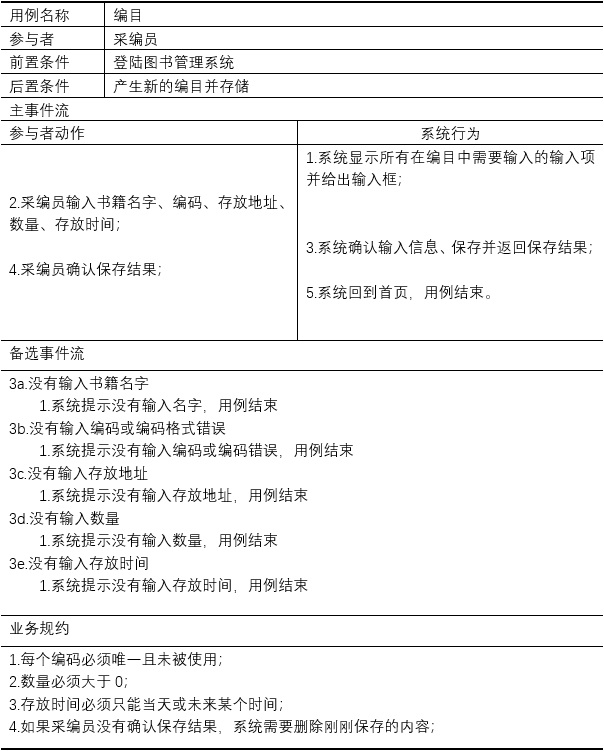 用例名称 编目
参与者 采编员
前置条件 登陆图书管理系统
后置条件 产生新的编目并存储
主事件流
参与者动作 系统行为
1.系统显示所有在编目中需要输入的输入项
并给出输入框；
2.采编员输入书籍名字、编码、存放地址、
数量、存放时间；
3.系统确认输入信息、保存并返回保存结果；
4.采编员确认保存结果；
5.系统回到首页，用例结束。
备选事件流
3a.没有输入书籍名字
1.系统提示没有输入名字，用例结束
3b.没有输入编码或编码格式错误
1.系统提示没有输入编码或编码错误，用例结束
3c.没有输入存放地址
1.系统提示没有输入存放地址，用例结束
3d.没有输入数量
1.系统提示没有输入数量，用例结束
3e.没有输入存放时间
1.系统提示没有输入存放时间，用例结束
业务规约
1.每个编码必须唯一且未被使用；
2.数量必须大于 0；
3.存放时间必须只能当天或未来某个时间；
4.如果采编员没有确认保存结果，系统需要删除刚刚保存的内容；